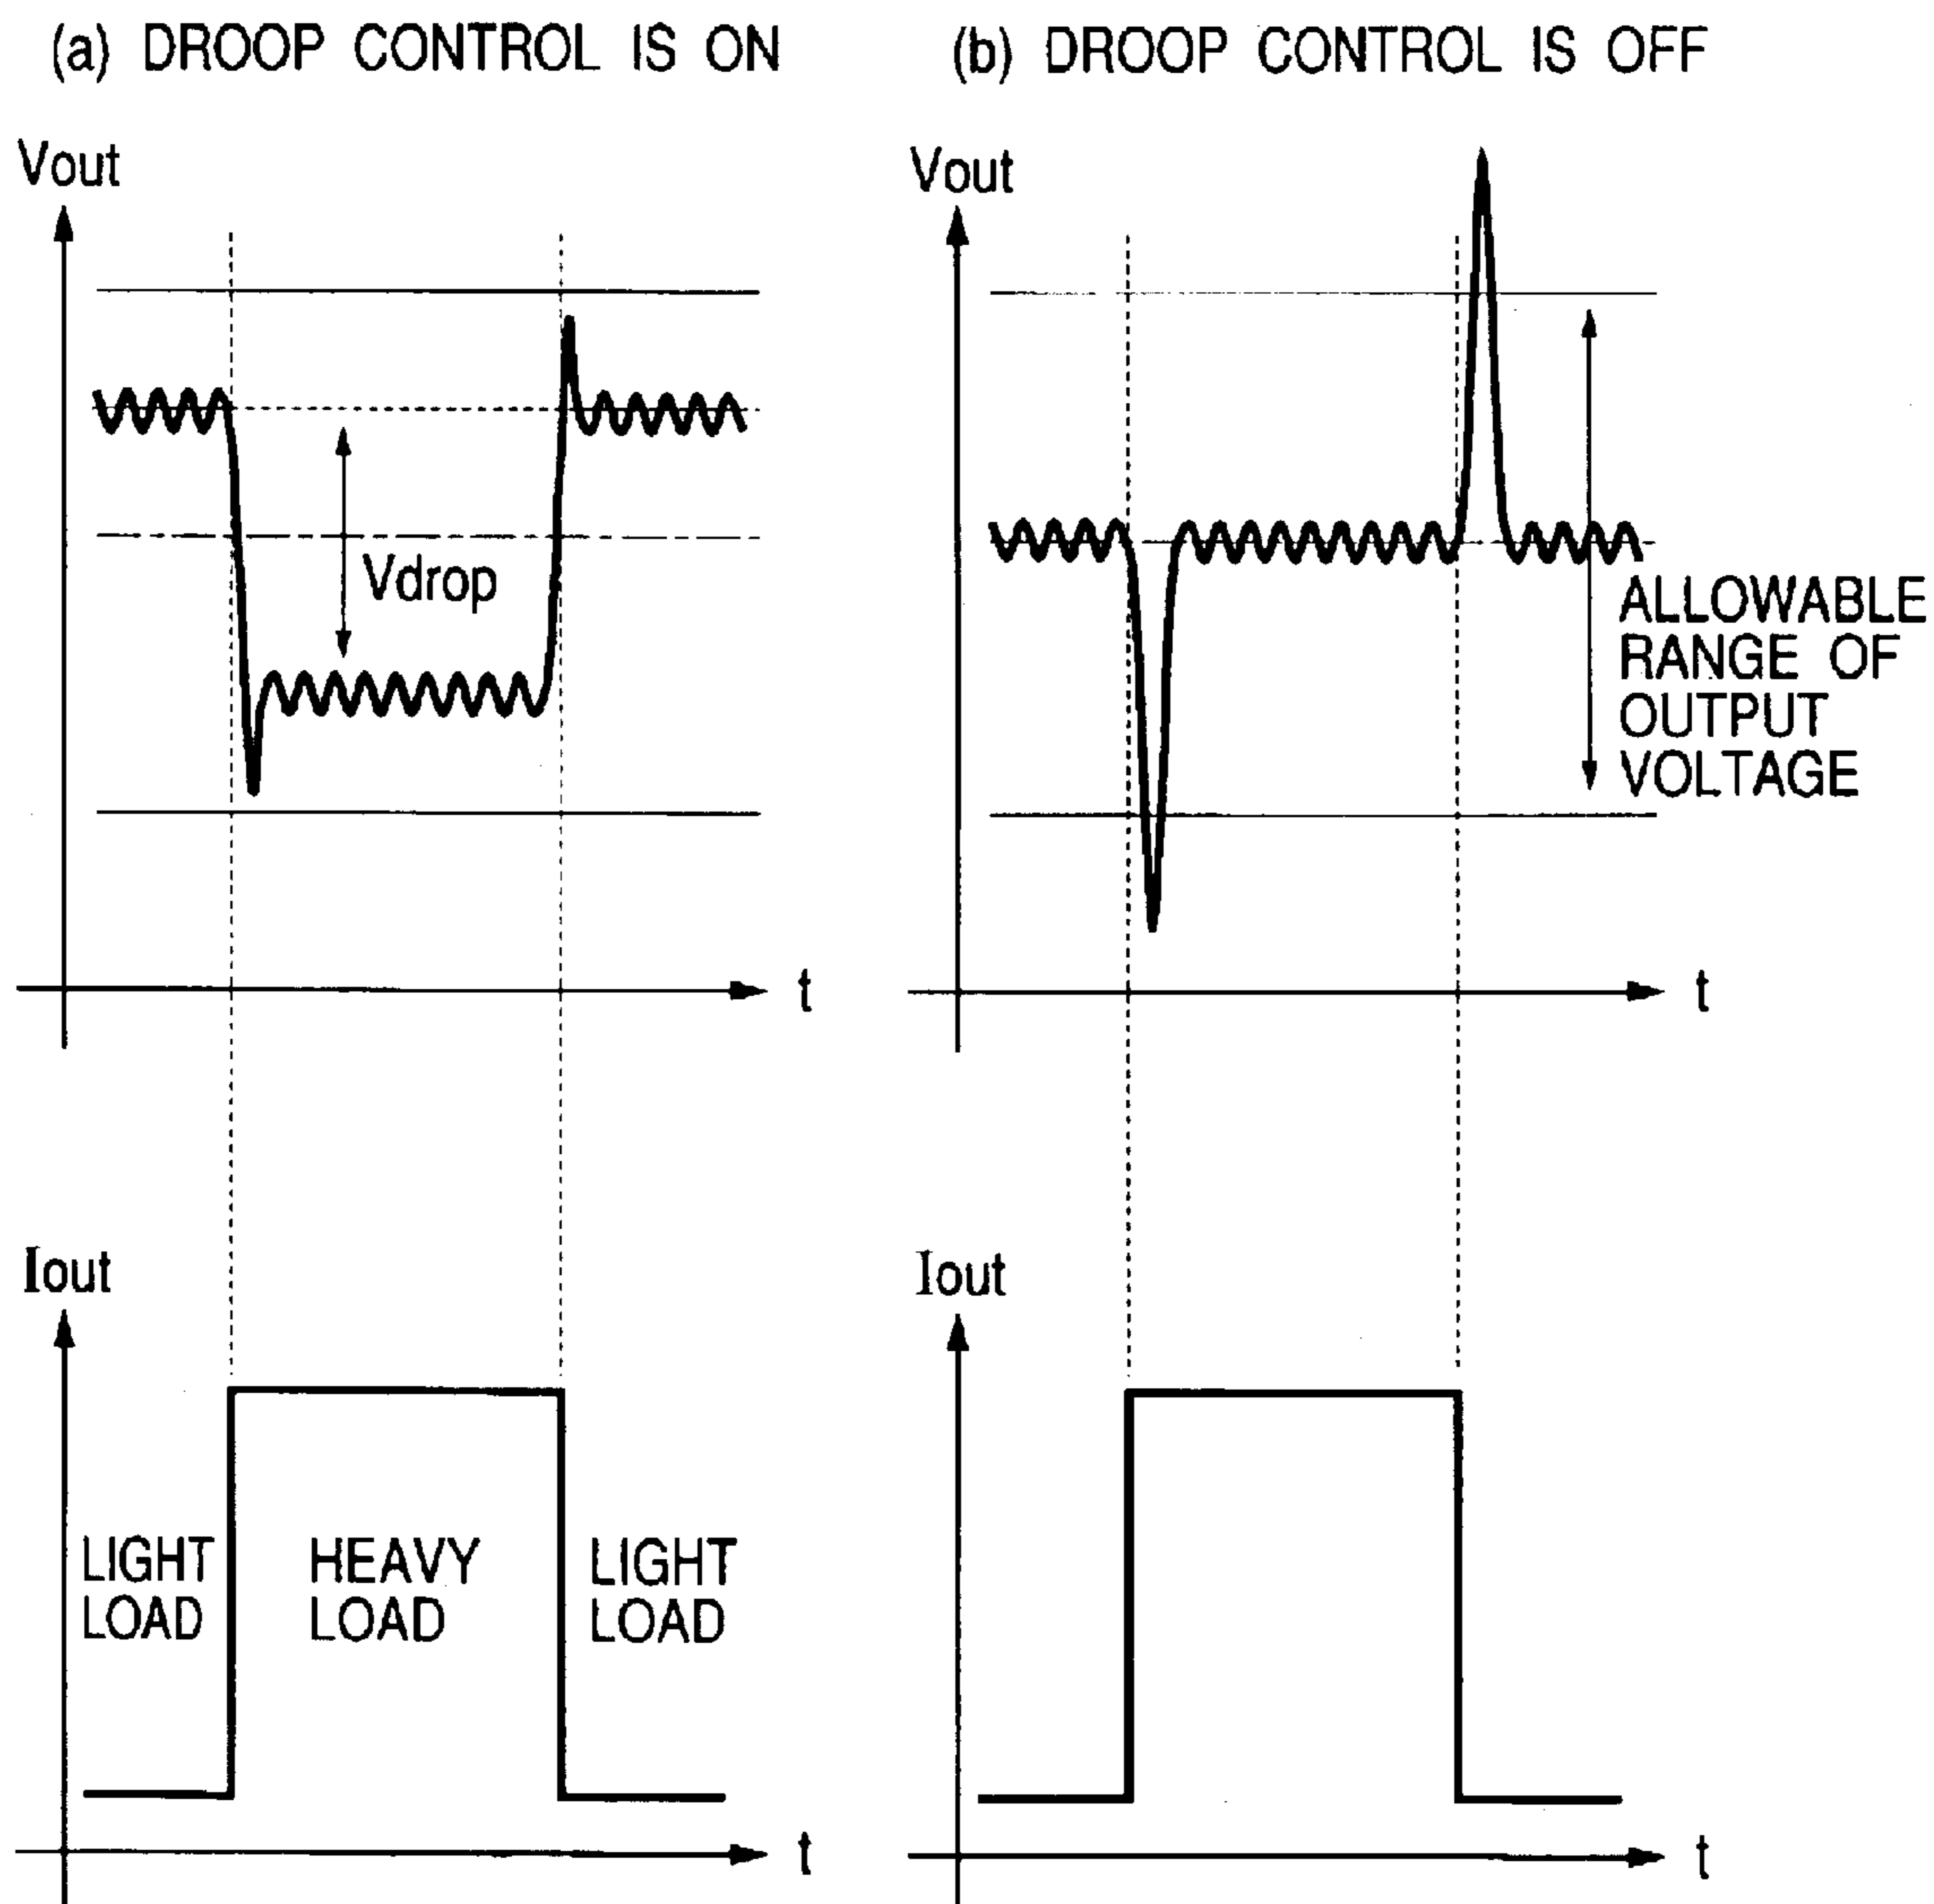 (a) DROOP CONTROL IS ON
(b) DROOP CONTROL IS OFF
Vout
Vdrop
t
Vout
ALLOWABLE
RANGE OF
OUTPUT
VOLTAGE
t
Iout
LIGHT
LOAD
HEAVY
LOAD
LIGHT
LOAD
t
Iout
t